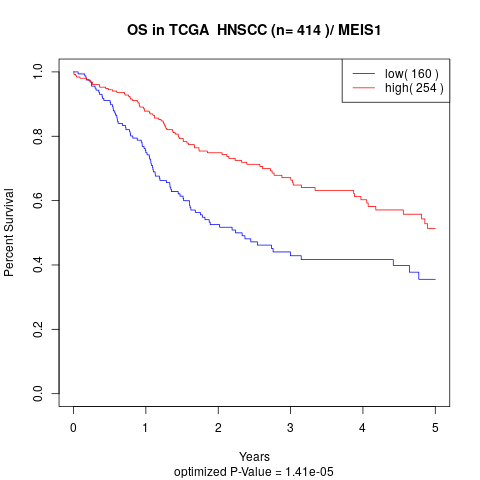 OS in TCGA  HNSCC (n= 414 )/ MEIS1
low( 160 )
high( 254 )
Percent Survival
1.0
0.8
0.6
0.4
0.2
0.0
0 1 2 3 4 5
Years
optimized P-Value = 1.41e-05